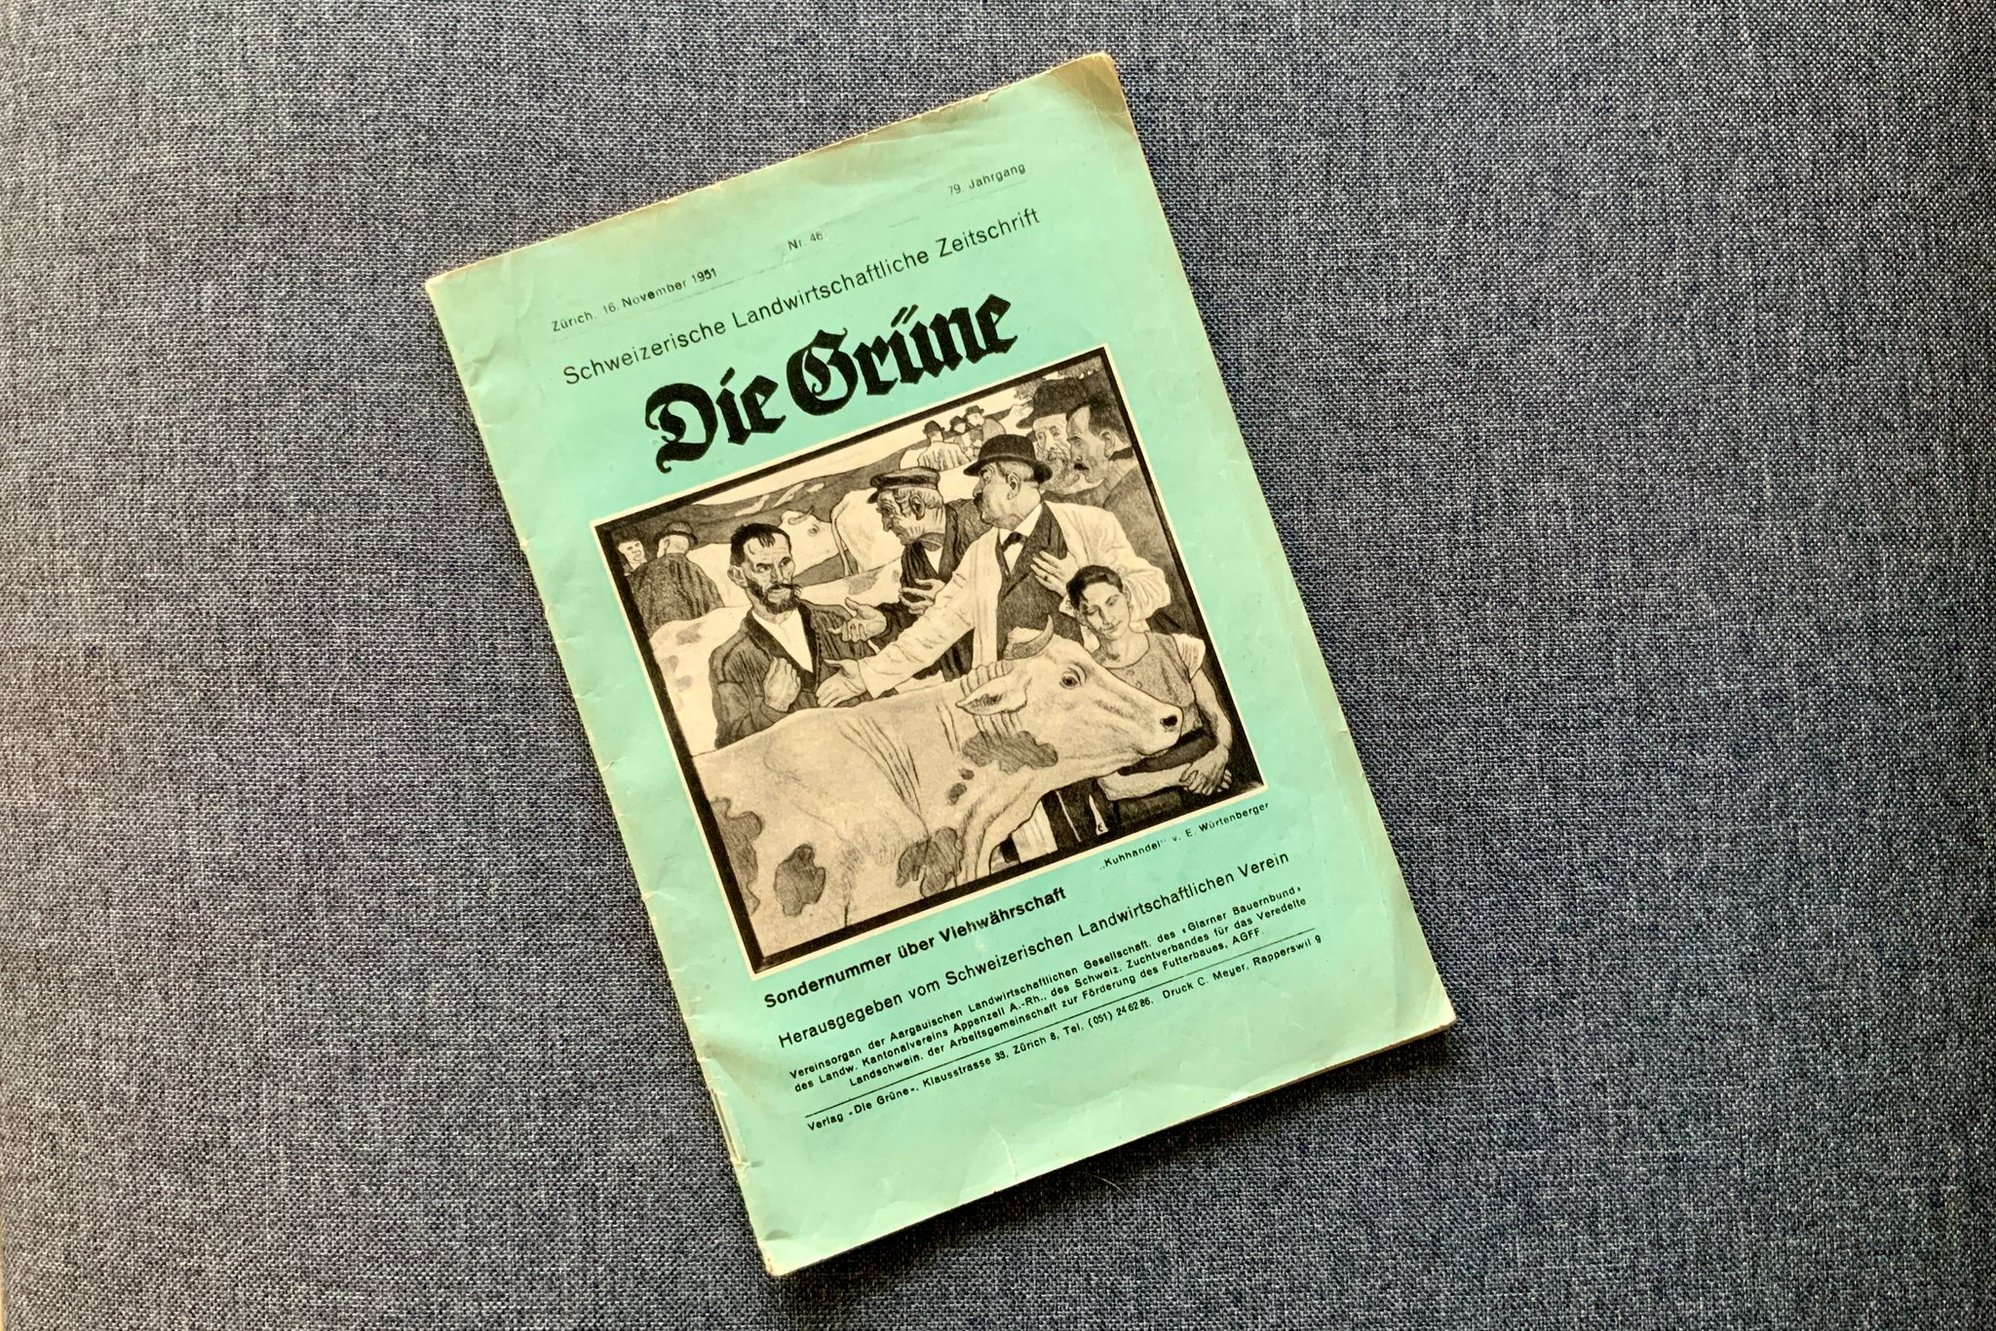 Zürich, 16. November 1951 Nr. 46 79. Jahrgang
Schweizerische Landwirtschaftliche Zeitschrift
Die Grüne
„Kuhhandel“ v. E. Würtenberger
Sondernummer über Viehwährschaft
Herausgegeben vom Schweizerischen Landwirtschaftlichen Verein
Vereinsorgan der Aargauischen Landwirtschaftlichen Gesellschaft, des «Glarner Bauernbund»,
des Landw. Kantonalvereins Appenzell A.-Rh., des Schweiz. Zuchtverbandes für das Veredelte
Landschwein, der Arbeitsgemeinschaft zur Förderung des Futterbaues, AGFF.
Verlag «Die Grüne», Klausstrasse 33, Zürich 8, Tel. (051) 24 62 86. Druck C. Meyer, Rapperswil 9